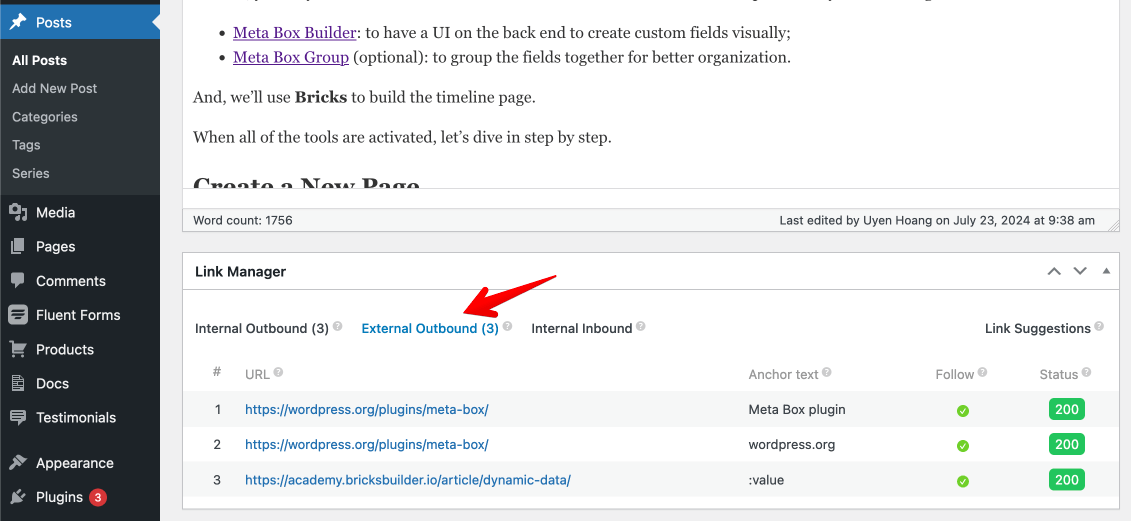 Posts
All Posts
Add New Post
Categories
Tags
Series
Media
Pages
Comments
Fluent Forms
Products
Docs
Testimonials
Appearance
Plugins 3
Meta Box Builder: to have a UI on the back end to create custom fields visually;
Meta Box Group (optional): to group the fields together for better organization.
And, we’ll use Bricks to build the timeline page.
When all of the tools are activated, let’s dive in step by step.
Create a New Page
Word count: 1756 Last edited by Uyen Hoang on July 23, 2024 at 9:38 am
Link Manager
Internal Outbound (3) ? External Outbound (3) ? Internal Inbound ? Link Suggestions ?
# URL ? Anchor text ? Follow ? Status ?
1 https://wordpress.org/plugins/meta-box/ Meta Box plugin 200
2 https://wordpress.org/plugins/meta-box/ wordpress.org 200
3 https://academy.bricksbuilder.io/article/dynamic-data/ :value 200